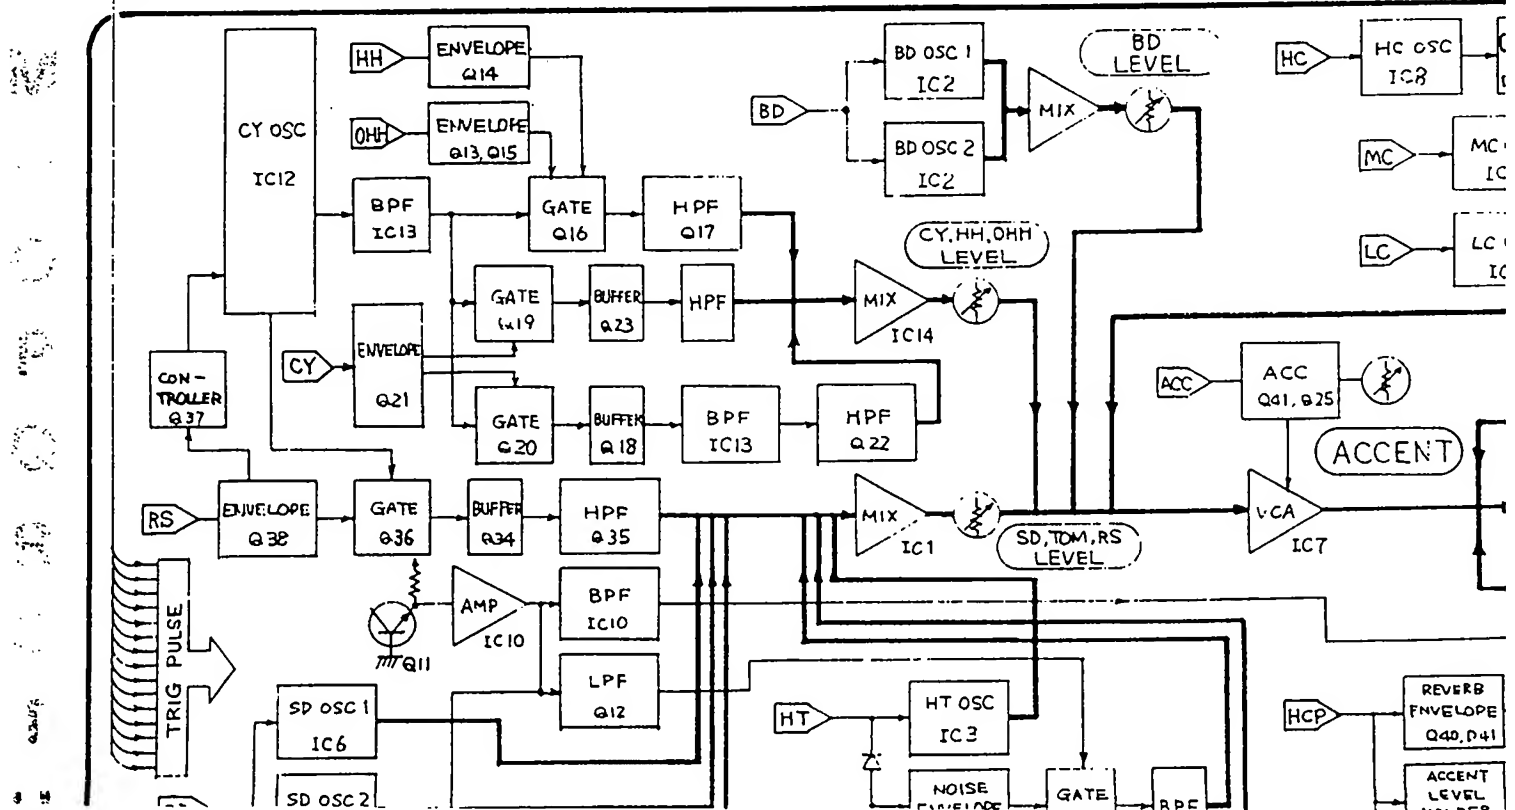 HH
ENVELOPE
Q14
OHH
ENVELOPE
Q13, Q15
CY OSC
IC12
BPF
IC13
GATE
Q16
HPF
Q17
GATE
Q19
BUFFER
Q23
HPF
CY
ENVELOPE
Q21
GATE
Q20
BUFFER
Q18
BPF
IC13
HPF
Q22
CON-
TROLLER
Q37
RS
ENVELOPE
Q38
GATE
Q36
BUFFER
Q34
HPF
Q35
AMP
IC10
Q11
BPF
IC10
LPF
Q12
TRIG PULSE
SD OSC 1
IC6
SD OSC 2
BD
BD OSC 1
IC2
BD OSC 2
IC2
MIX
BD
LEVEL
CY, HH, OHH
LEVEL
MIX
IC14
MIX
IC1
SD, TOM, RS
LEVEL
HC
HC OSC
IC8
MC
MC
LC
LC
ACC
ACC
Q41, Q25
ACCENT
VCA
IC7
HT
HT OSC
IC3
NOISE
ENVELOPE
GATE
BPF
HCP
REVERB
ENVELOPE
Q40, D41
ACCENT
LEVEL